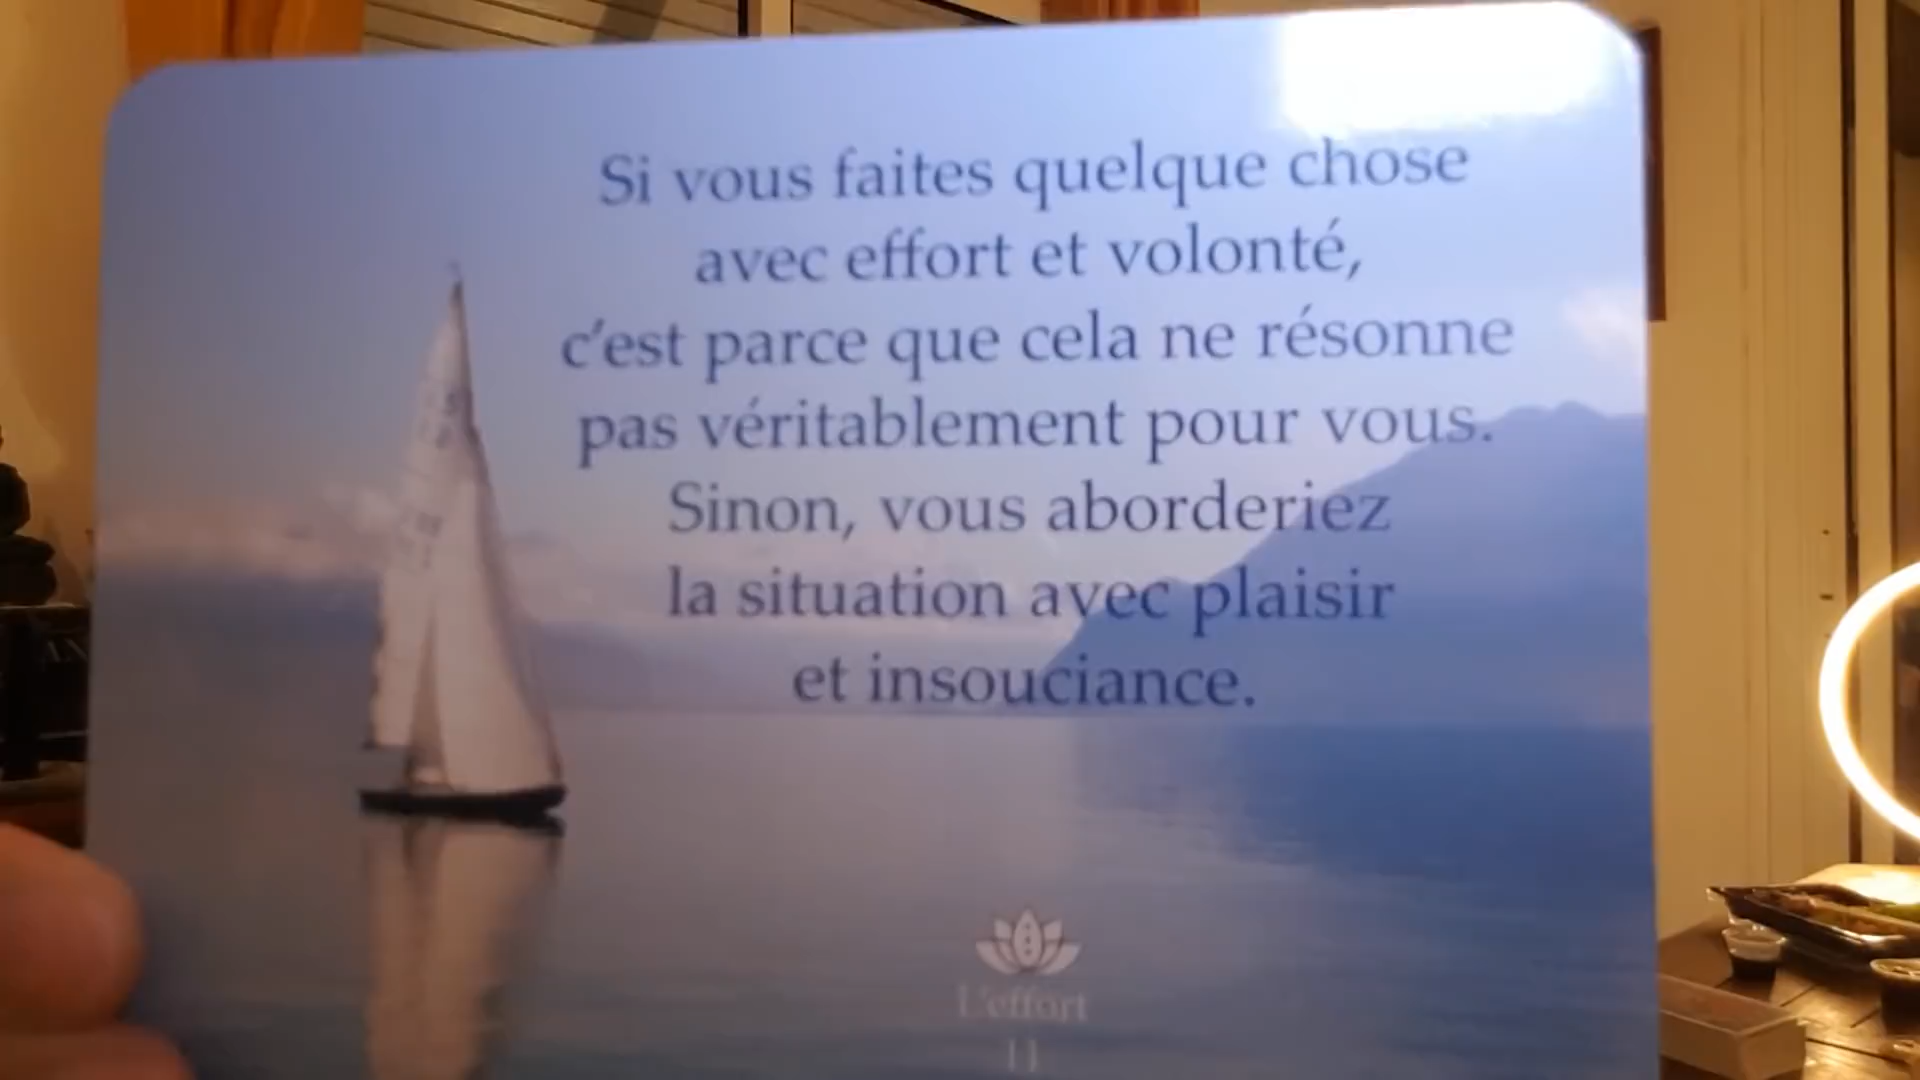 Si vous faites quelque chose
avec effort et volonté,
c'est parce que cela ne résonne
pas véritablement pour vous.
Sinon, vous aborderiez
la situation avec plaisir
et insouciance.
L'effort
11